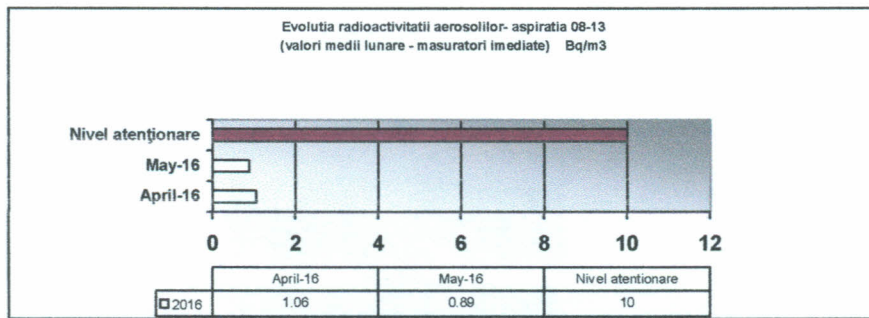 Evolutia radioactivitatii aerosolilor- aspiratia 08-13
(valori medii lunare - masuratori imediate) Bq/m3
Nivel atenţionare
May-16
April-16
0 2 4 6 8 10 12
April-16 May-16 Nivel atentionare
2016 1.06 0.89 10